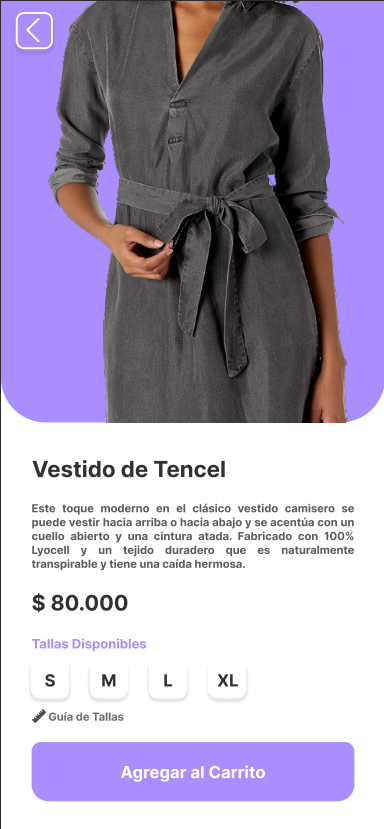 Vestido de Tencel
Este toque moderno en el clásico vestido camisero se
puede vestir hacia arriba o hacia abajo y se acentúa con un
cuello abierto y una cintura atada. Fabricado con 100%
Lyocell y un tejido duradero que es naturalmente
transpirable y tiene una caída hermosa.
$ 80.000
Tallas Disponibles
S M L XL
Guía de Tallas
Agregar al Carrito